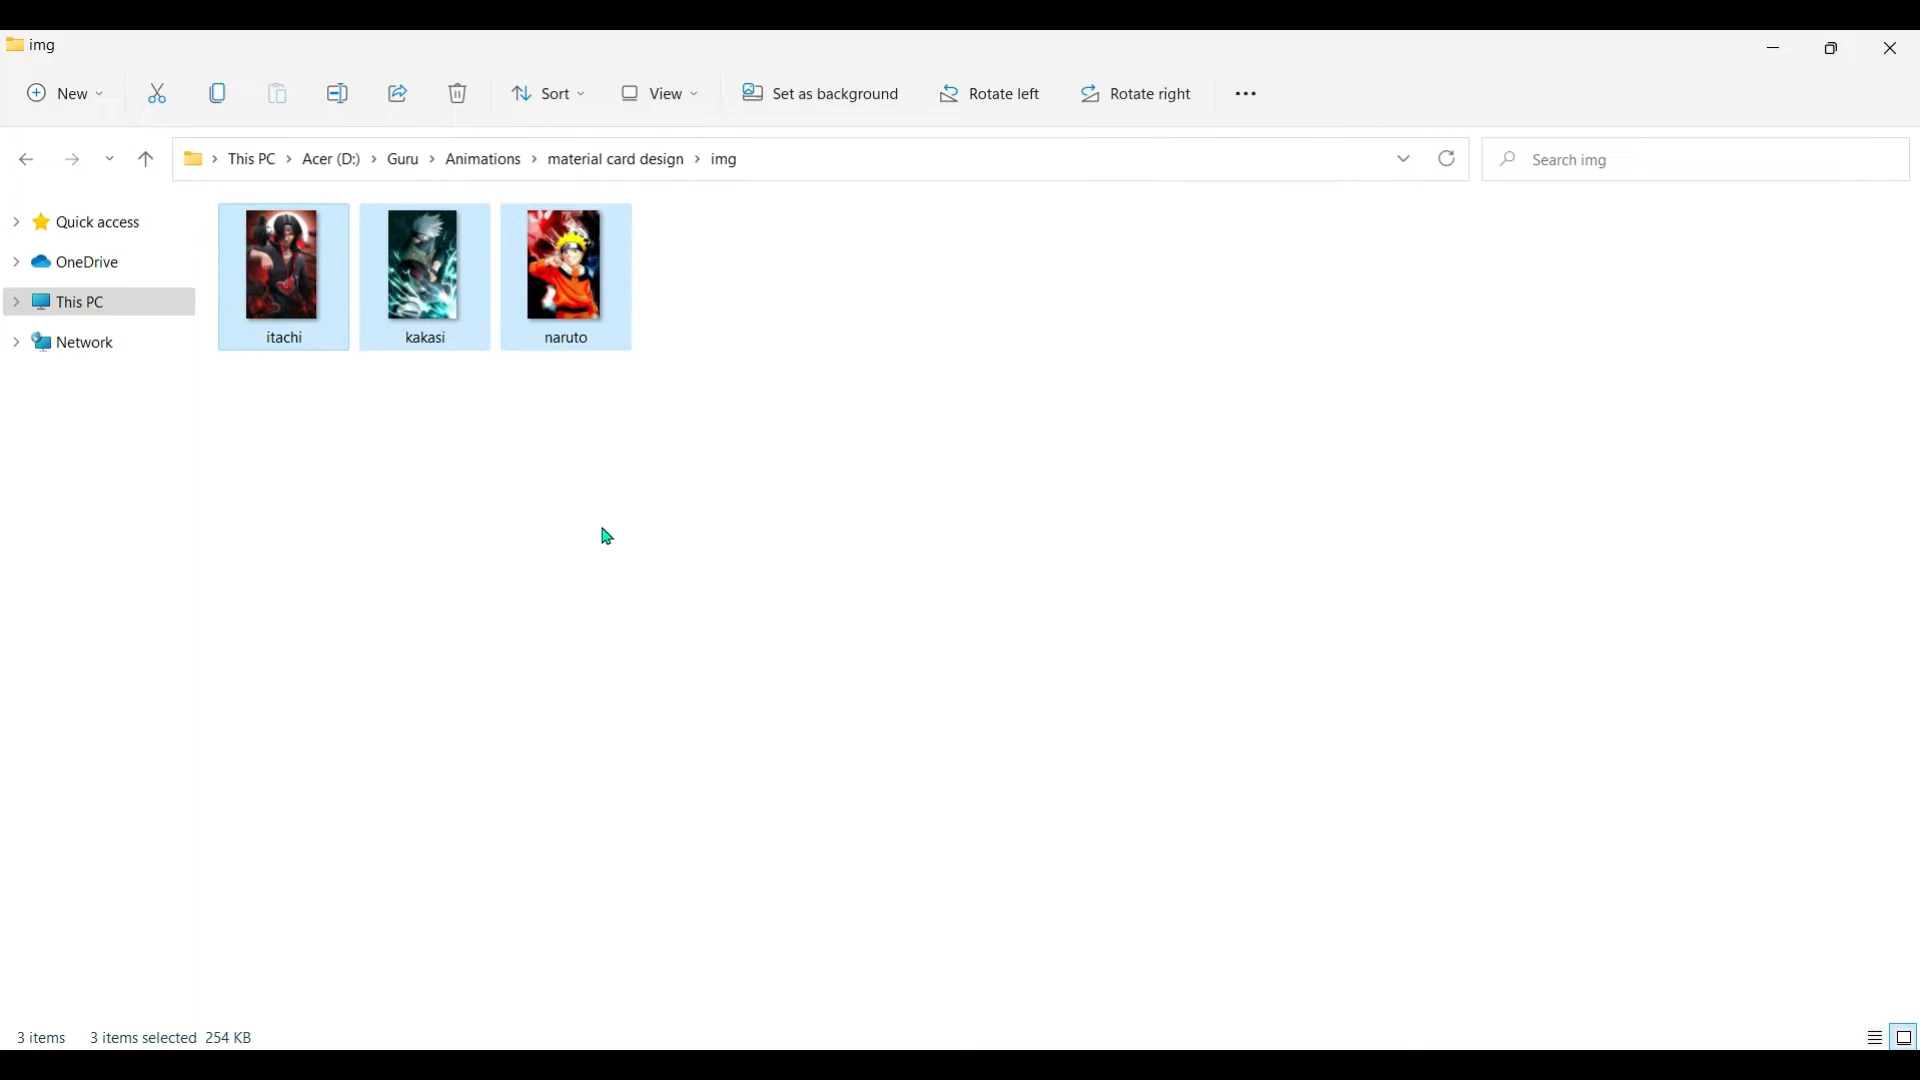 img
New
Sort
View
Set as background
Rotate left
Rotate right
This PC
Acer (D:)
Guru
Animations
material card design
img
Search img
Quick access
OneDrive
This PC
Network
itachi
kakasi
naruto
3 items
3 items selected 254 KB